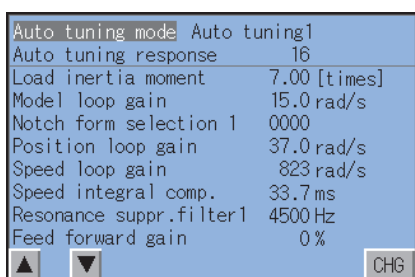 Auto tuning mode Auto tuning1
Auto tuning response 16
Load inertia moment 7.00 [times]
Model loop gain 15.0 rad/s
Notch form selection 1 0000
Position loop gain 37.0 rad/s
Speed loop gain 823 rad/s
Speed integral comp. 33.7 ms
Resonance suppr.filter1 4500 Hz
Feed forward gain 0 %
▲ ▼ CHG